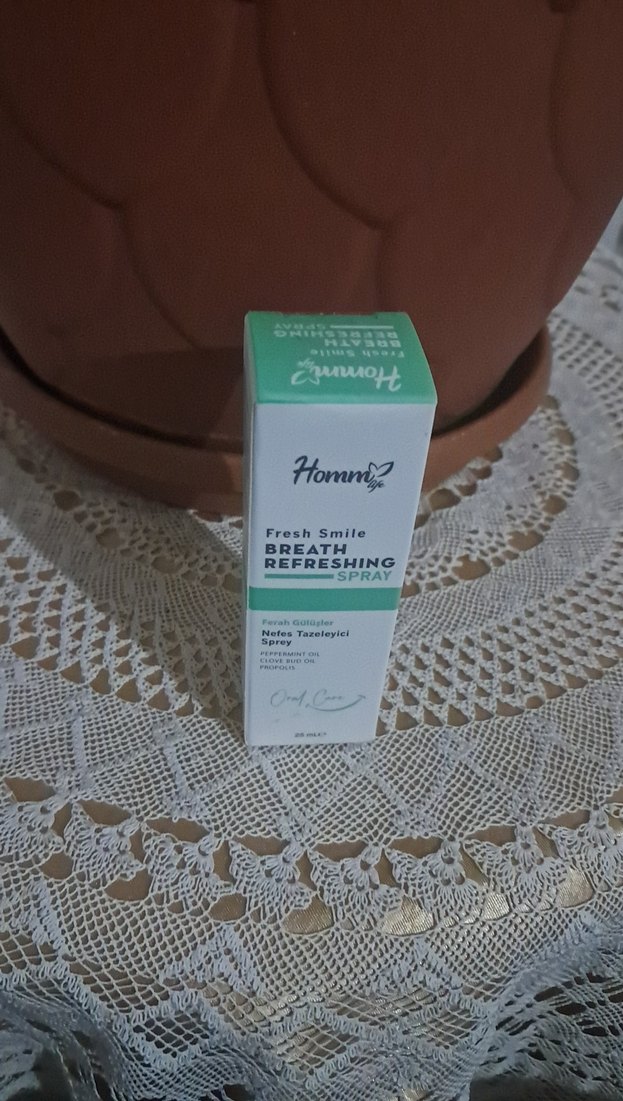 Fresh Smile
BREATH
REFRESHING
SPRAY
Homm life
Homm life
Fresh Smile
BREATH
REFRESHING
SPRAY
Ferah Gülüşler
Nefes Tazeleyici
Sprey
PEPPERMINT OIL
CLOVE BUD OIL
PROPOLIS
Oral Care
25 mL℮